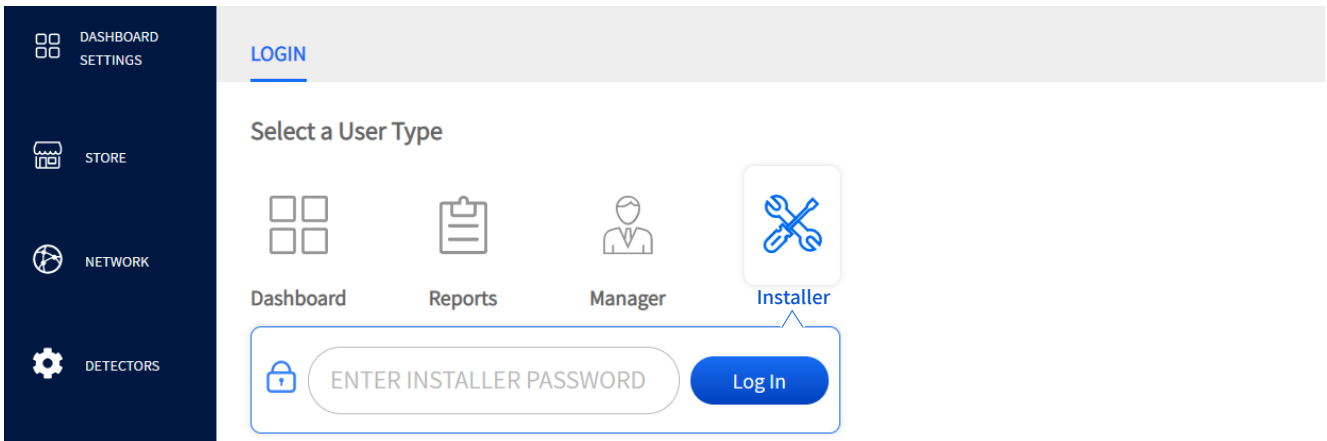 DASHBOARD
SETTINGS
STORE
NETWORK
DETECTORS
LOGIN
Select a User Type
Dashboard
Reports
Manager
Installer
ENTER INSTALLER PASSWORD
Log In